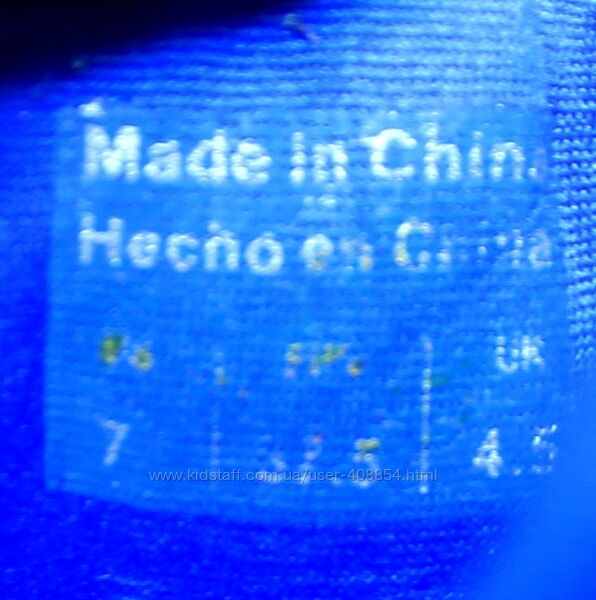 Made in China
Hecho en China
UK
7 4.5
www.kidstaff.com.ua/user-408854.html